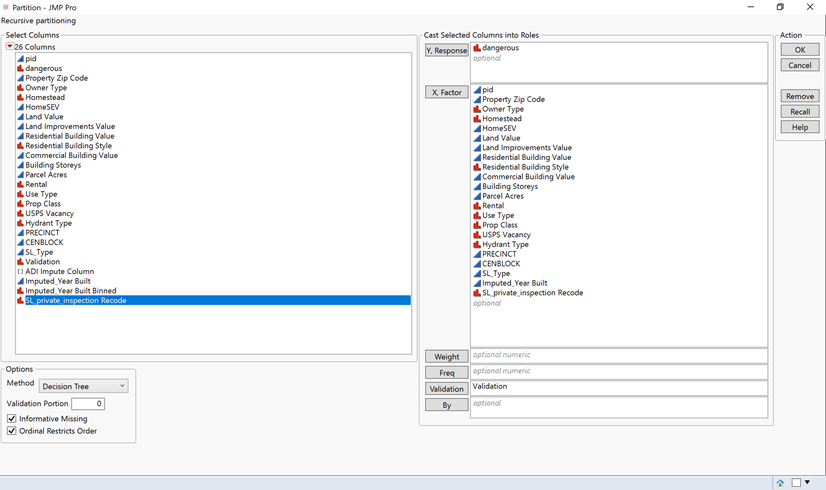 Partition - JMP Pro
Recursive partitioning
Select Columns
26 Columns
pid
dangerous
Property Zip Code
Owner Type
Homestead
HomeSEV
Land Value
Land Improvements Value
Residential Building Value
Residential Building Style
Commercial Building Value
Building Storeys
Parcel Acres
Rental
Use Type
Prop Class
USPS Vacancy
Hydrant Type
PRECINCT
CENBLOCK
SL_Type
Validation
ADI Impute Column
Imputed_Year Built
Imputed_Year Built Binned
SL_private_inspection Recode
Options
Method Decision Tree
Validation Portion 0
Informative Missing
Ordinal Restricts Order
Cast Selected Columns into Roles
Y, Response
dangerous
optional
X, Factor
pid
Property Zip Code
Owner Type
Homestead
HomeSEV
Land Value
Land Improvements Value
Residential Building Value
Residential Building Style
Commercial Building Value
Building Storeys
Parcel Acres
Rental
Use Type
Prop Class
USPS Vacancy
Hydrant Type
PRECINCT
CENBLOCK
SL_Type
Imputed_Year Built
SL_private_inspection Recode
optional
Weight optional numeric
Freq optional numeric
Validation Validation
By optional
Action
OK
Cancel
Remove
Recall
Help